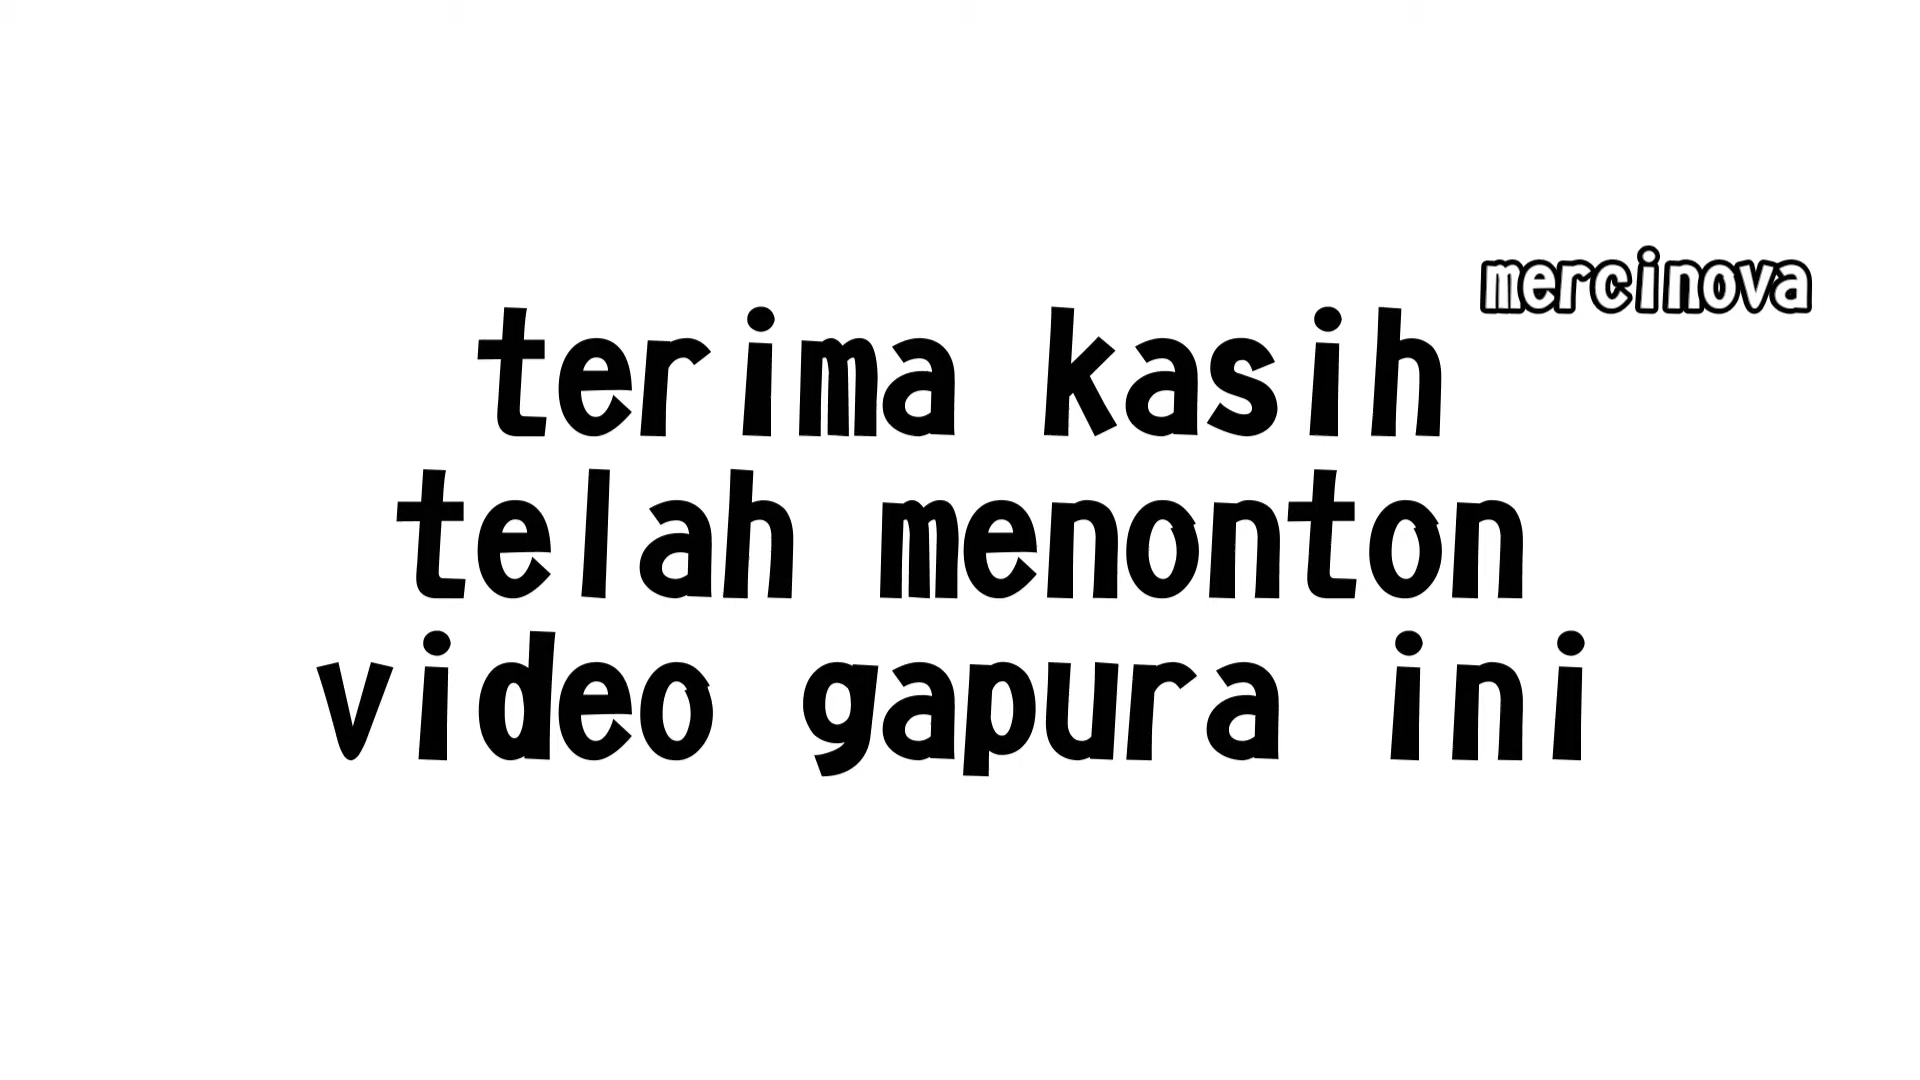 mercinova
terima kasih
telah menonton
video gapura ini